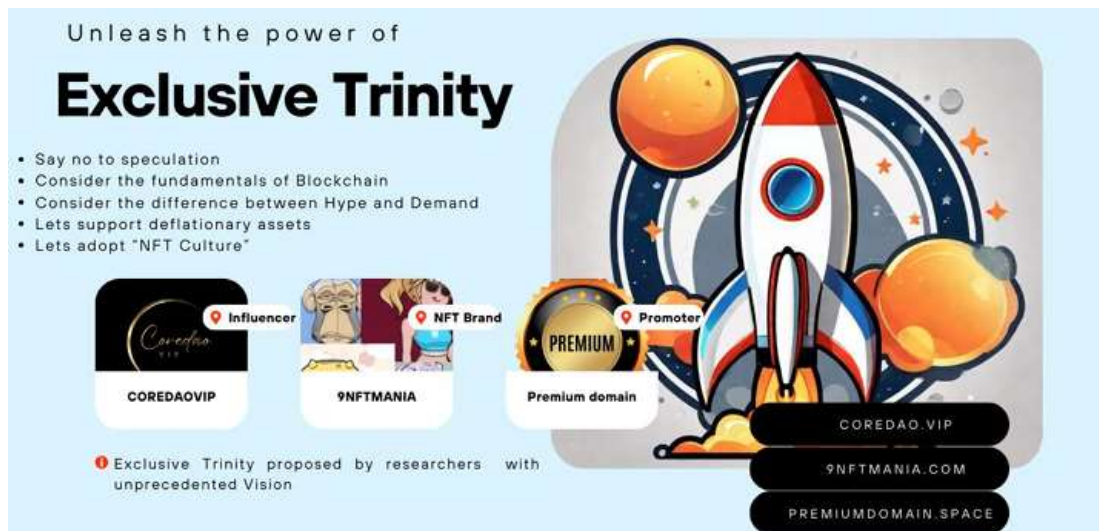 Unleash the power of
Exclusive Trinity
Say no to speculation
Consider the fundamentals of Blockchain
Consider the difference between Hype and Demand
Lets support deflationary assets
Lets adopt “NFT Culture”
Coredao
VIP
Influencer
COREDAOVIP
NFT Brand
9NFTMANIA
PREMIUM
Promoter
Premium domain
Exclusive Trinity proposed by researchers with
unprecedented Vision
COREDAO.VIP
9NFTMANIA.COM
PREMIUMDOMAIN.SPACE